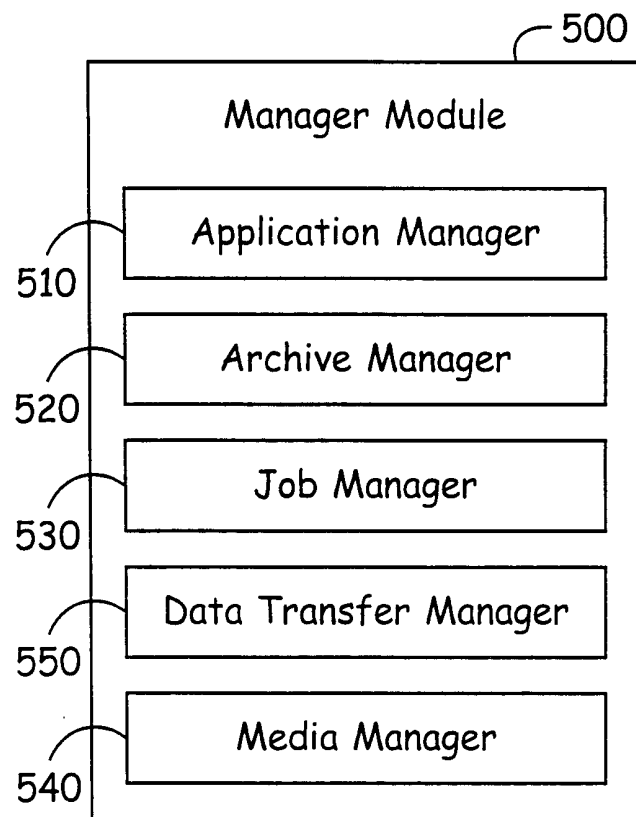 500
Manager Module
Application Manager
510
Archive Manager
520
Job Manager
530
Data Transfer Manager
550
Media Manager
540